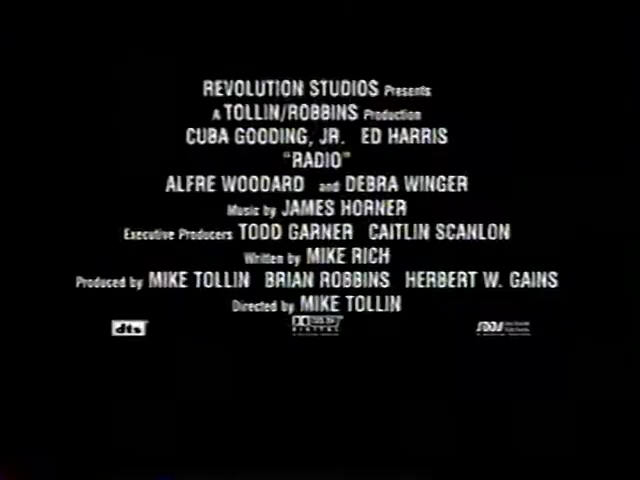 REVOLUTION STUDIOS Presents
A TOLLIN/ROBBINS Production
CUBA GOODING, JR. ED HARRIS
"RADIO"
ALFRE WOODARD and DEBRA WINGER
Music by JAMES HORNER
Executive Producers TODD GARNER CAITLIN SCANLON
Written by MIKE RICH
Produced by MIKE TOLLIN BRIAN ROBBINS HERBERT W. GAINS
Directed by MIKE TOLLIN
dts DIGITAL